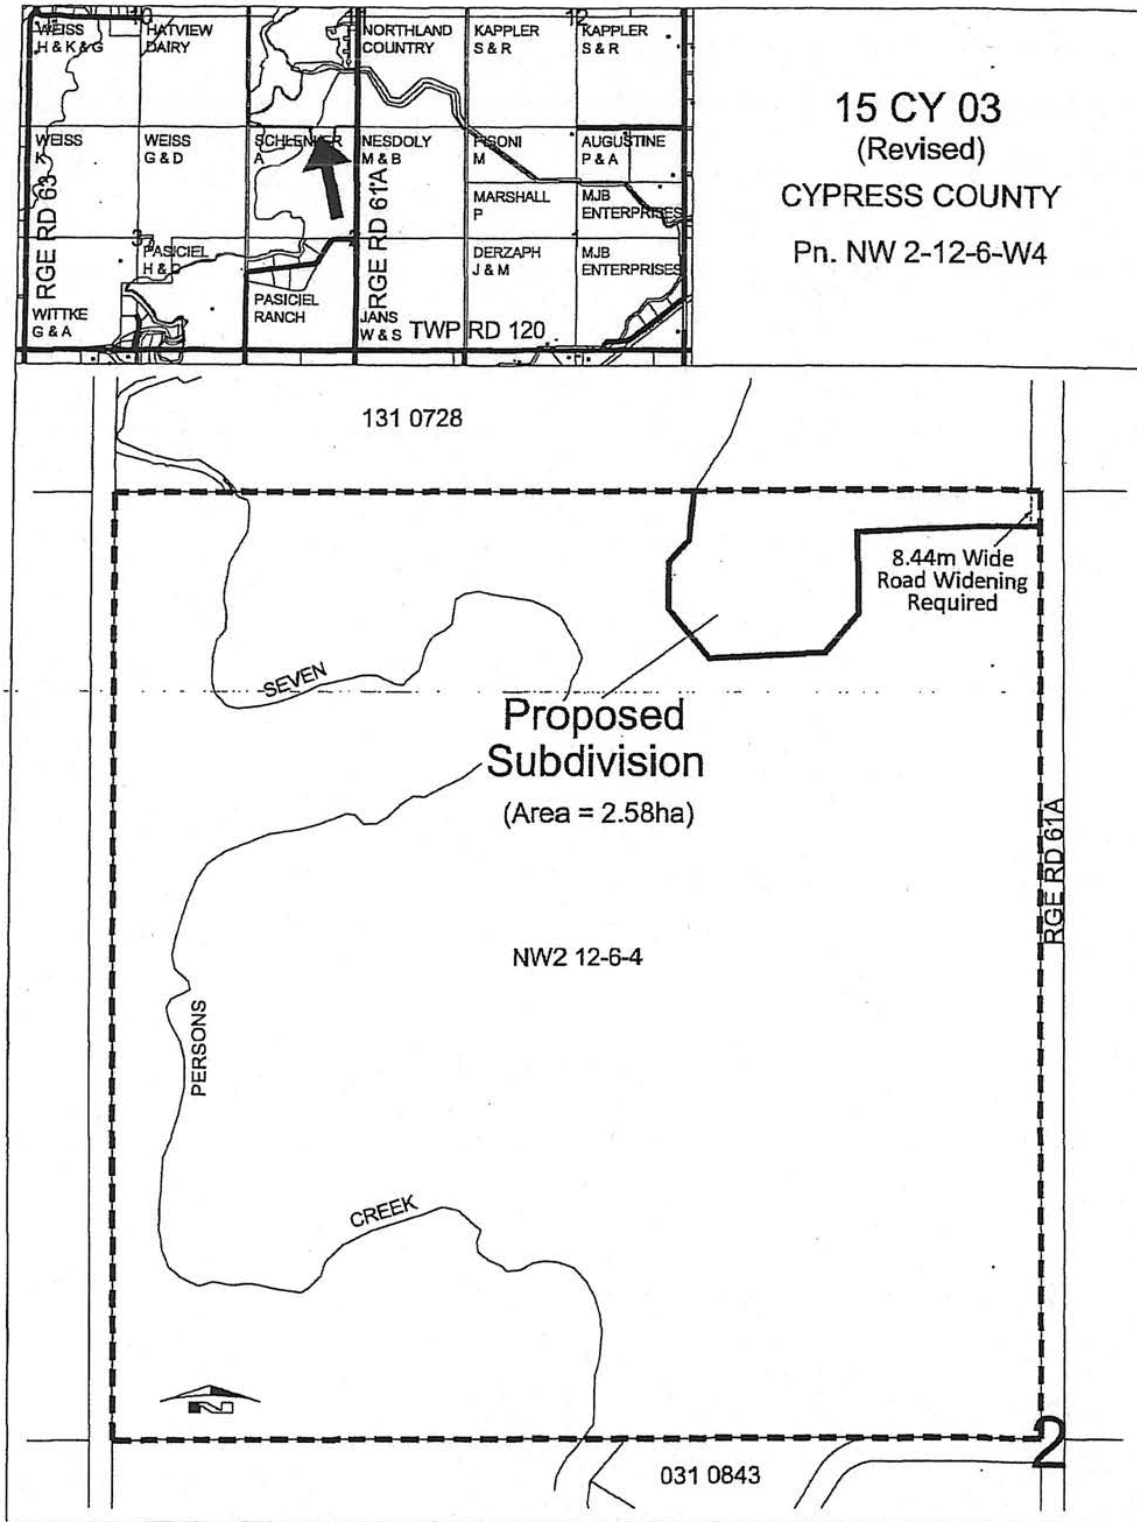 10
12
WEISS
H & K & G
HATVIEW
DAIRY
NORTHLAND
COUNTRY
KAPPLER
S & R
KAPPLER
S & R
WEISS
K
WEISS
G & D
A
NESDOLY
M & B
M
AUGUSTINE
P & A
MARSHALL
P
MJB
ENTERPRISES
RGE RD 63
3
RGE RD 61A
PASICIEL
DERZAPH
J & M
MJB
ENTERPRISES
WITTKE
G & A
PASICIEL
RANCH
JANS
W & S
TWP RD 120
15 CY 03
(Revised)
CYPRESS COUNTY
Pn. NW 2-12-6-W4
131 0728
8.44m Wide
Road Widening
Required
SEVEN
Proposed
Subdivision
(Area = 2.58ha)
RGE RD 61A
NW2 12-6-4
PERSONS
CREEK
N
2
031 0843